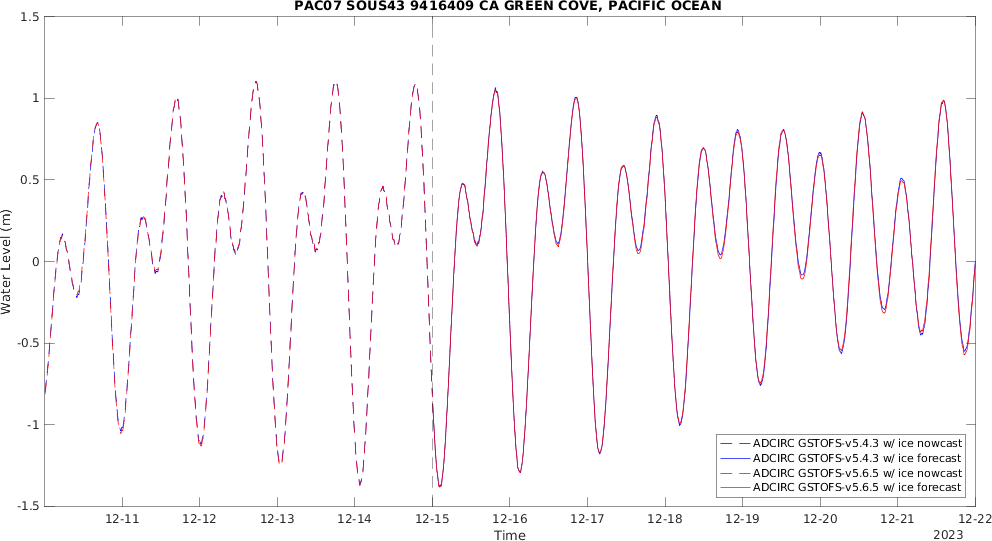 PAC07 SOUS43 9416409 CA GREEN COVE, PACIFIC OCEAN
1.5
1
0.5
0
-0.5
-1
-1.5
Water Level (m)
12-11 12-12 12-13 12-14 12-15 12-16 12-17 12-18 12-19 12-20 12-21 12-22
Time
2023
ADCIRC GSTOFS-v5.4.3 w/ ice nowcast
ADCIRC GSTOFS-v5.4.3 w/ ice forecast
ADCIRC GSTOFS-v5.6.5 w/ ice nowcast
ADCIRC GSTOFS-v5.6.5 w/ ice forecast